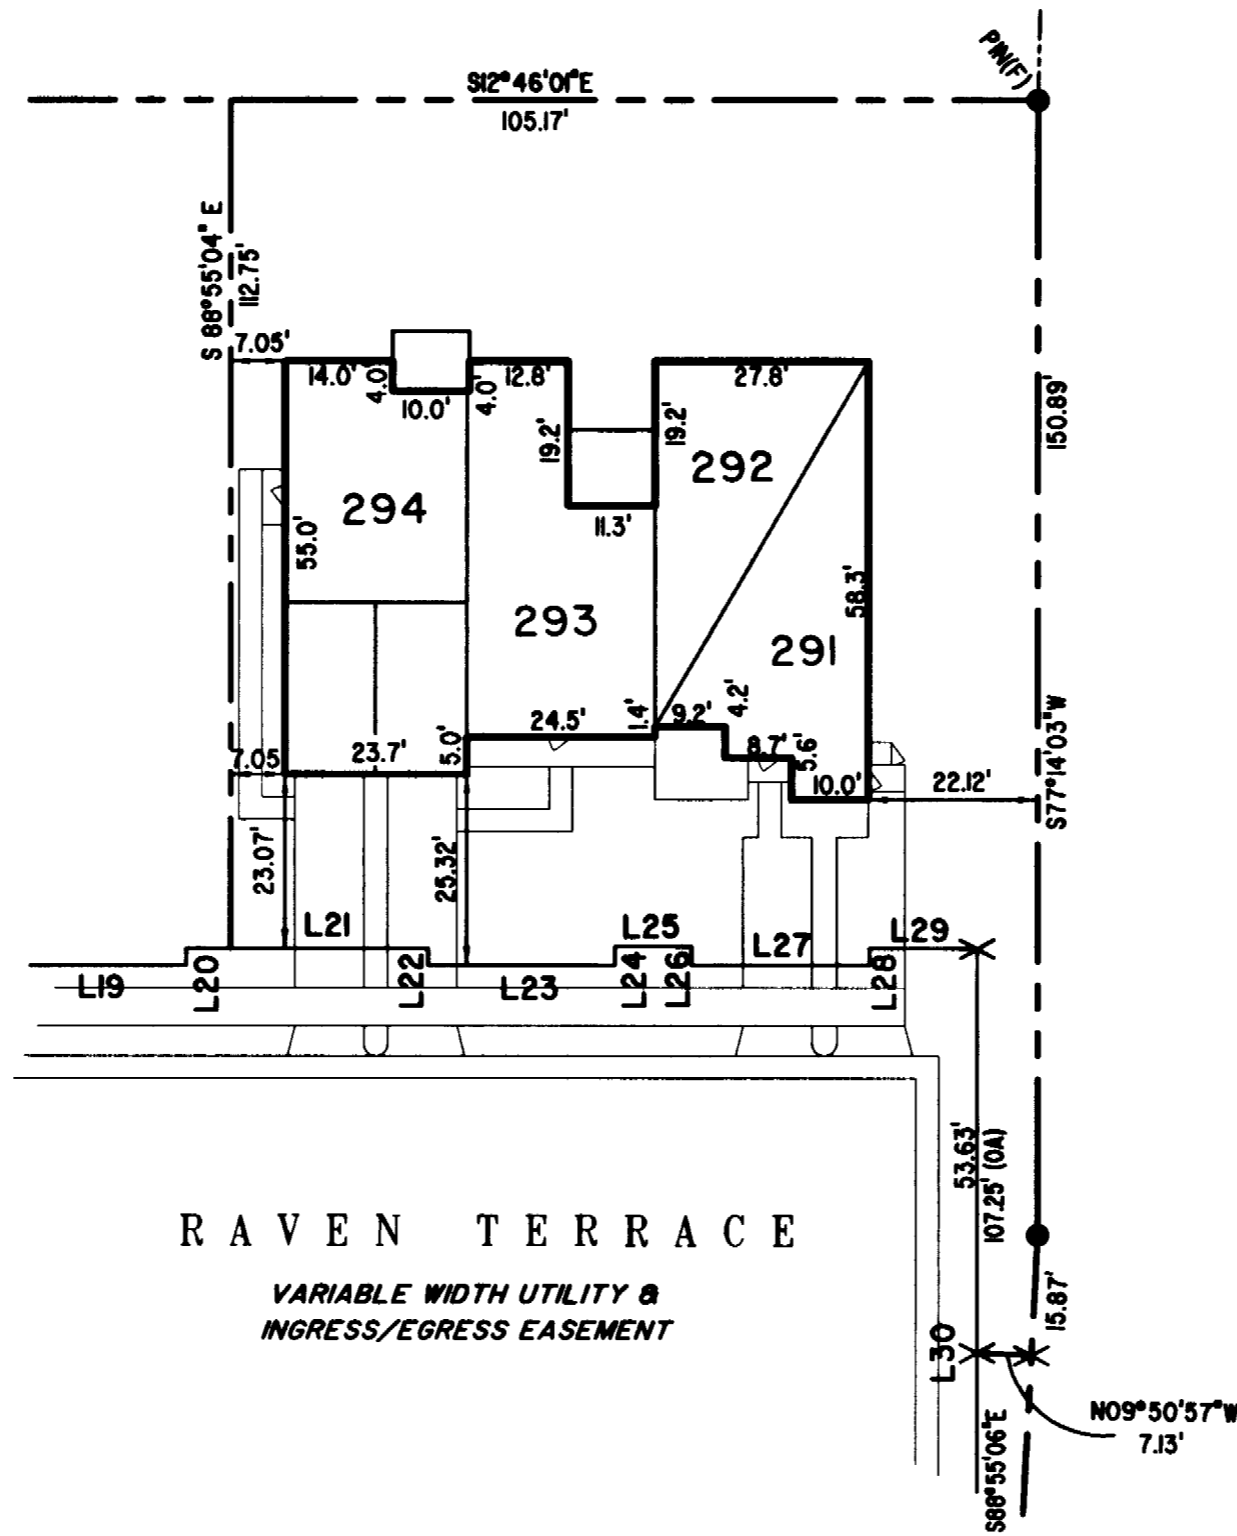 PIN(F)
S12°46'01"E
105.17'
S 88°55'04" E
112.75'
7.05'
14.0'
4.0'
10.0'
4.0'
12.8'
27.8'
19.2'
19.2'
150.89'
292
294
11.3'
55.0'
58.3'
293
291
24.5'
1.4'
9.2'
4.2'
7.05
23.7'
5.0'
8.7'
5.6'
10.0'
22.12'
S77°14'03"W
23.07'
25.32'
L21
L25
L27
L29
L19
L20
L22
L23
L24
L26
L28
53.63'
107.25' (OA)
RAVEN TERRACE
VARIABLE WIDTH UTILITY &
INGRESS/EGRESS EASEMENT
15.87'
L30
N09°50'57"W
7.13'
S88°55'06"E